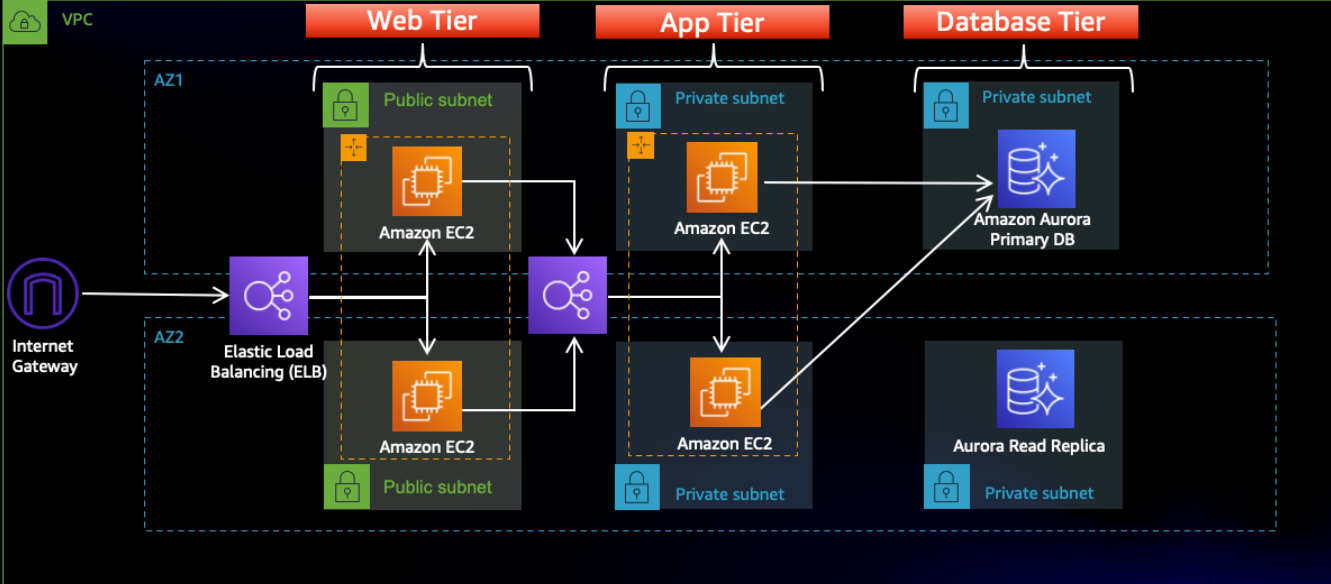 VPC
Web Tier
App Tier
Database Tier
AZ1
Public subnet
Private subnet
Private subnet
Amazon EC2
Amazon EC2
Amazon Aurora
Primary DB
Internet
Gateway
Elastic Load
Balancing (ELB)
AZ2
Amazon EC2
Amazon EC2
Aurora Read Replica
Public subnet
Private subnet
Private subnet